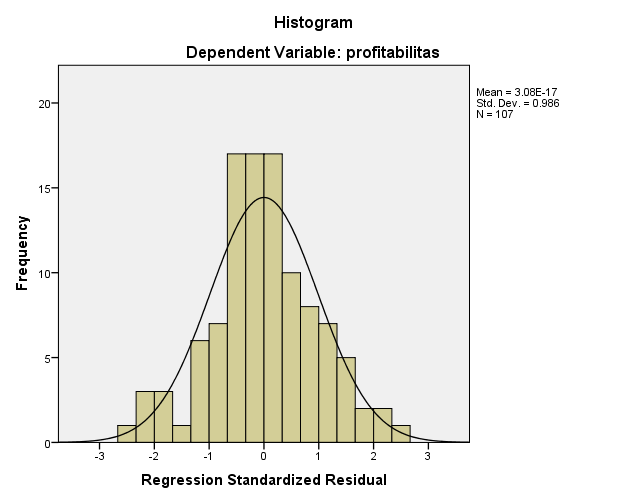 Histogram
Dependent Variable: profitabilitas
Mean = 3.08E-17
Std. Dev. = 0.986
N = 107
Frequency
20
15
10
5
0
-3 -2 -1 0 1 2 3
Regression Standardized Residual